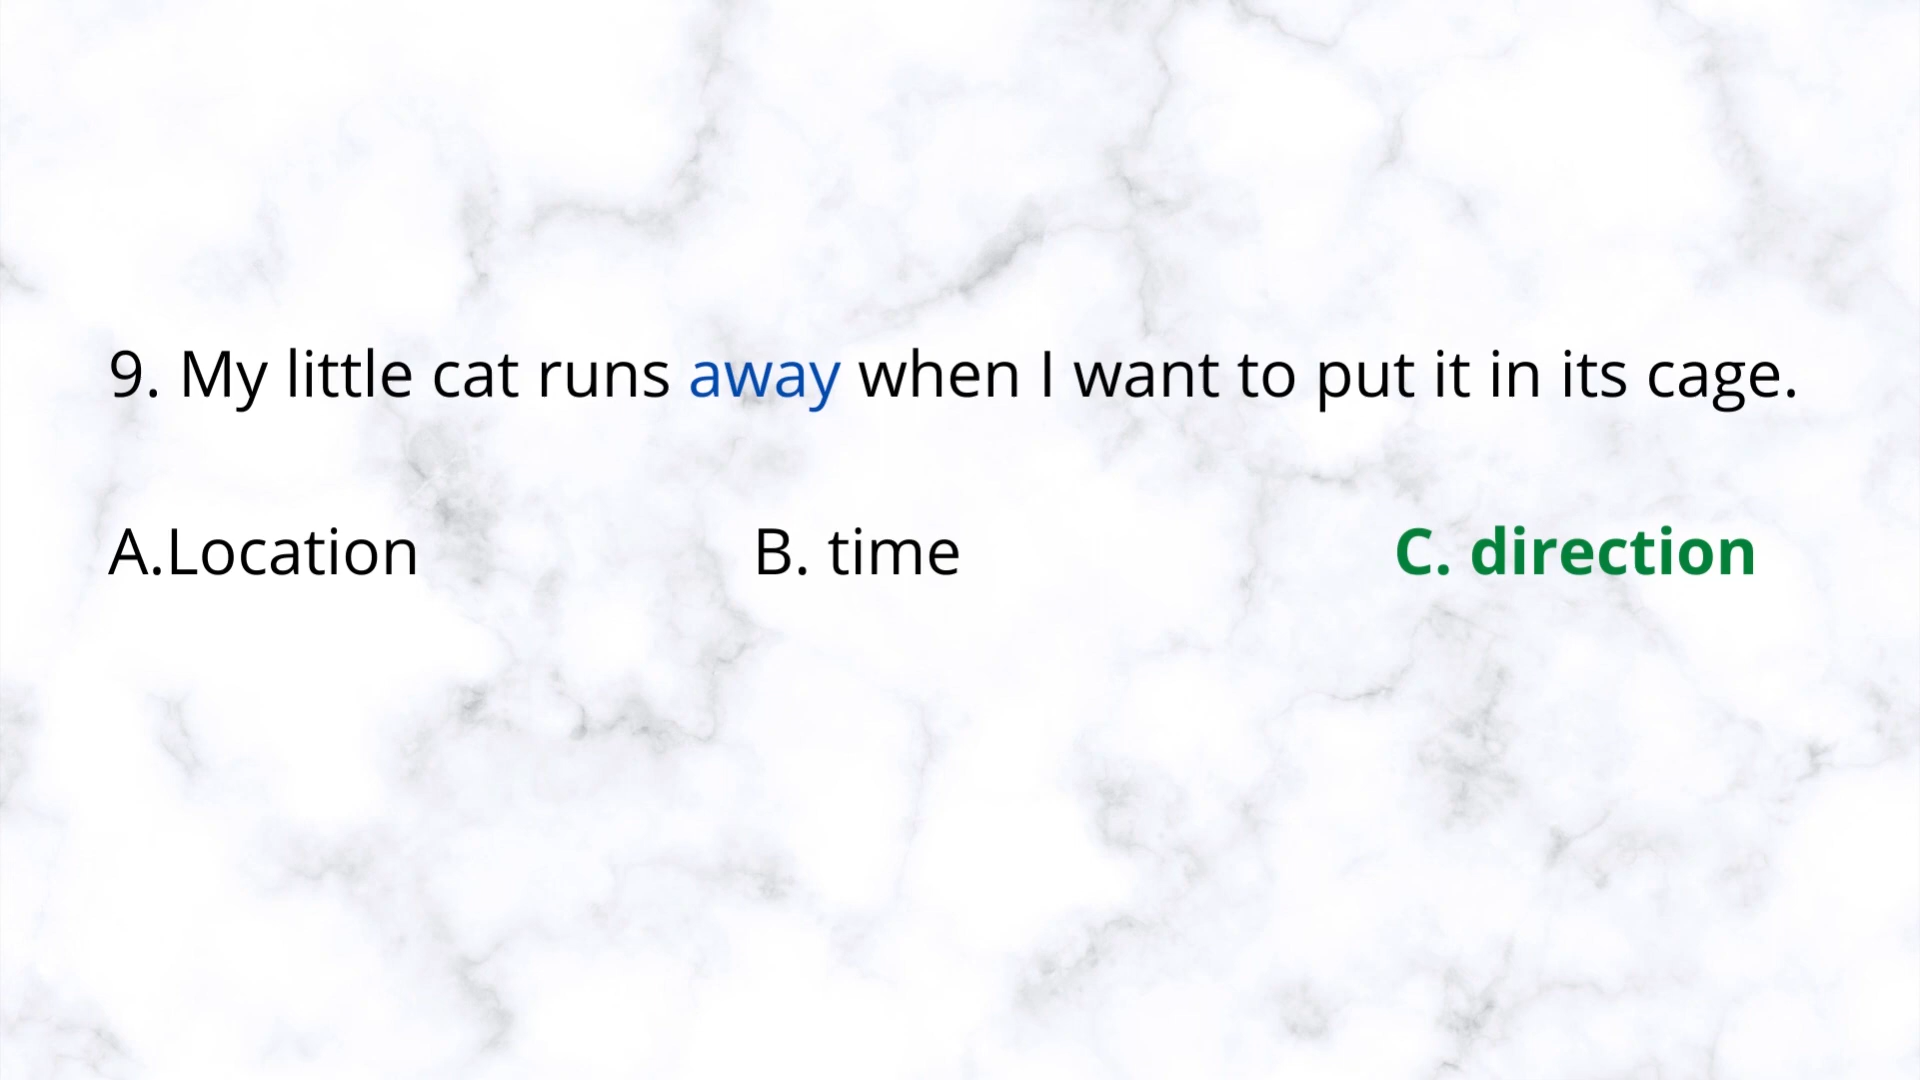 9. My little cat runs away when I want to put it in its cage.
A.Location B. time C. direction